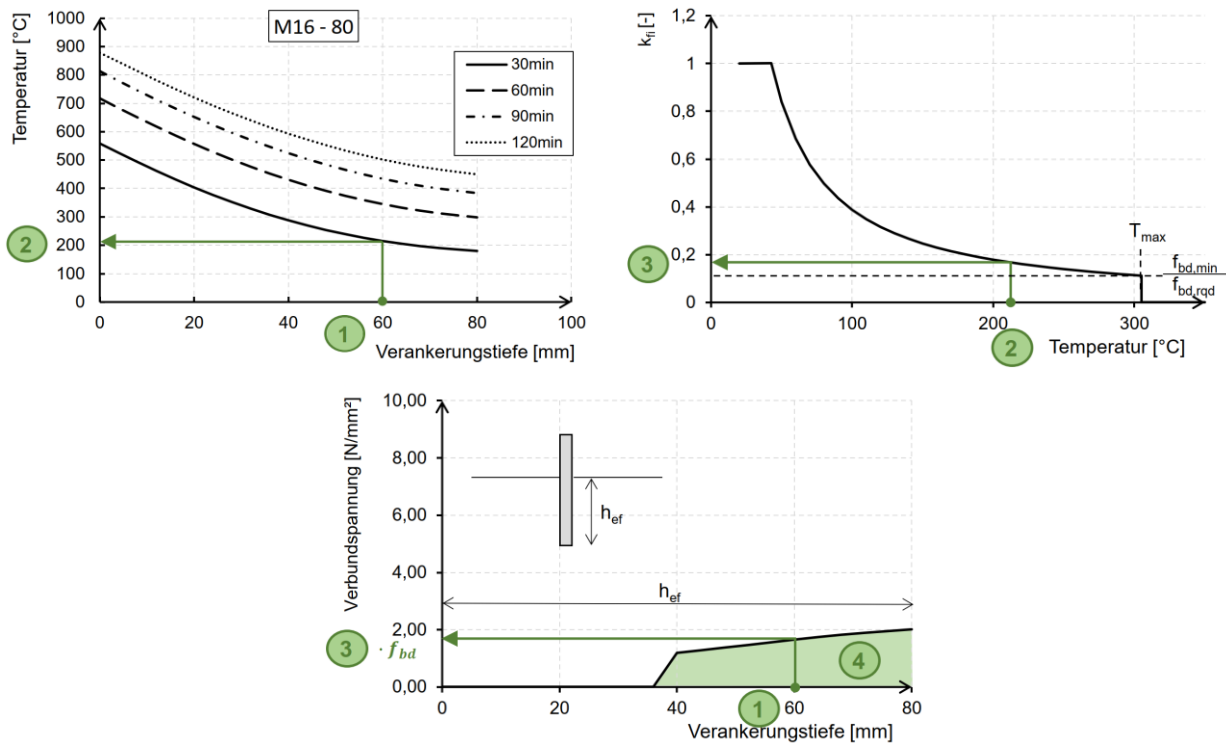 Temperatur [°C]
1000
900
800
700
600
500
400
300
200
100
0
M16 - 80
30min
60min
90min
120min
2
0
20
40
60
80
100
1
Verankerungstiefe [mm]
k_fi [-]
1,2
1
0,8
0,6
0,4
0,2
0
3
T_max
f_bd,min
f_bd,rqd
0
100
200
300
2
Temperatur [°C]
Verbundspannung [N/mm²]
10,00
8,00
6,00
4,00
2,00
0,00
h_ef
h_ef
3 · f_bd
4
0
20
40
60
80
1
Verankerungstiefe [mm]